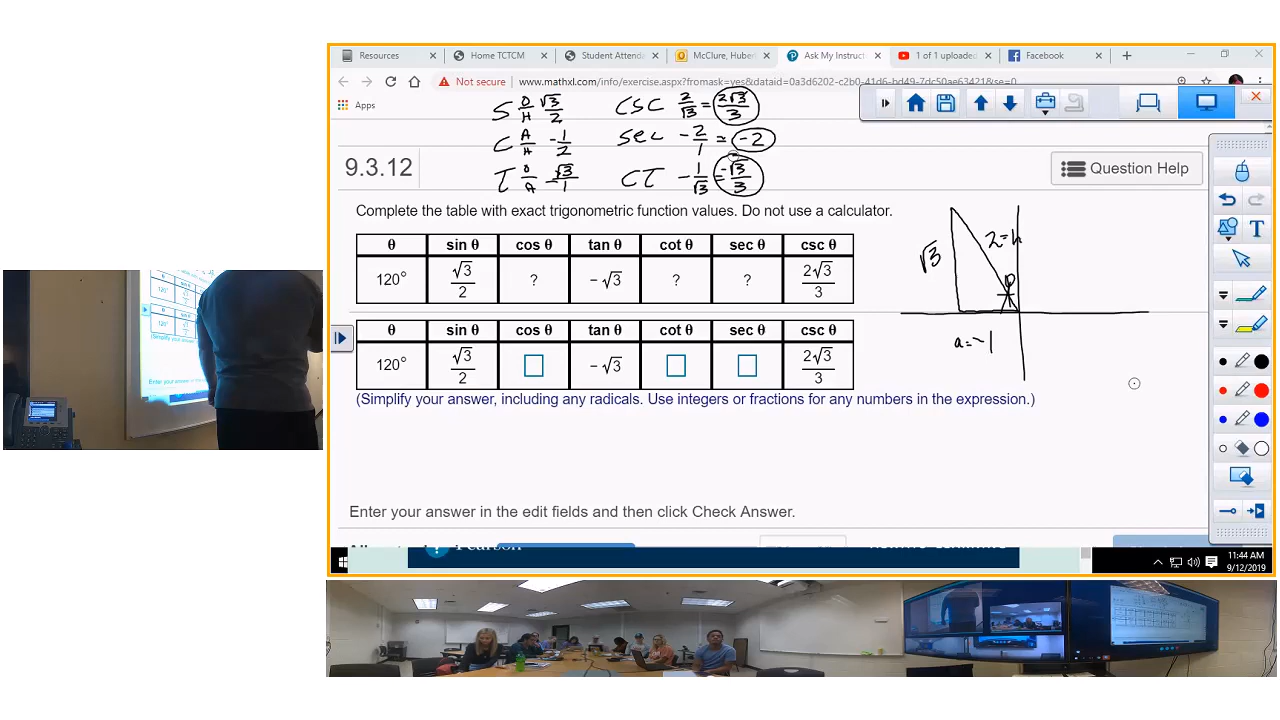 Resources
Home TCTCM
Student Attenda
McClure, Huber
Ask My Instruct
1 of 1 uploaded
Facebook
Not secure
www.mathxl.com/info/exercise.aspx?fromask=yes&dataid=0a3d6202-c2b0-41d6-bd49-7dc50ae63421&se=0
Apps
S O/H √3/2 CSC 2/√3 = 2√3/3
C A/H -1/2 Sec -2/1 = -2
T O/A √3/-1 CT -1/√3 = -√3/3
9.3.12
Question Help
Complete the table with exact trigonometric function values. Do not use a calculator.
θ sin θ cos θ tan θ cot θ sec θ csc θ
120° √3/2 ? -√3 ? ? 2√3/3
θ sin θ cos θ tan θ cot θ sec θ csc θ
120° √3/2 -√3 2√3/3
√3
2=h
a=-1
(Simplify your answer, including any radicals. Use integers or fractions for any numbers in the expression.)
Enter your answer in the edit fields and then click Check Answer.
Pearson
T
11:44 AM
9/12/2019